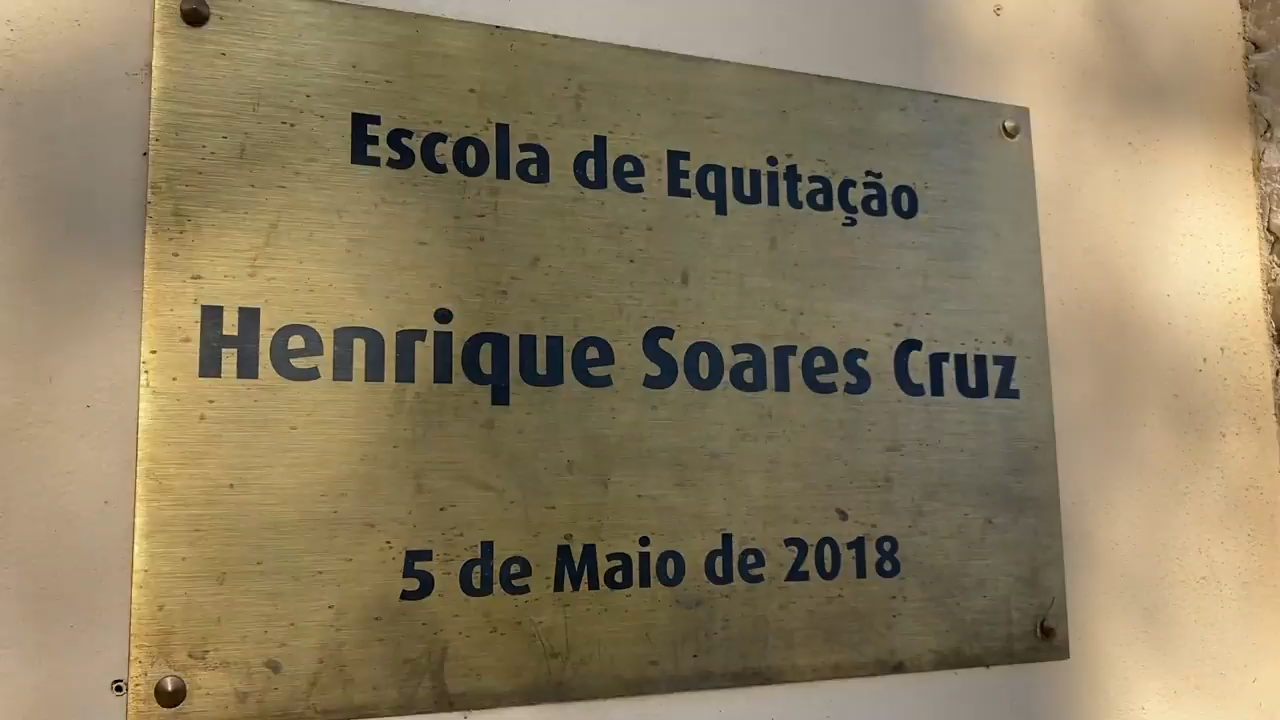 Escola de Equitação
Henrique Soares Cruz
5 de Maio de 2018